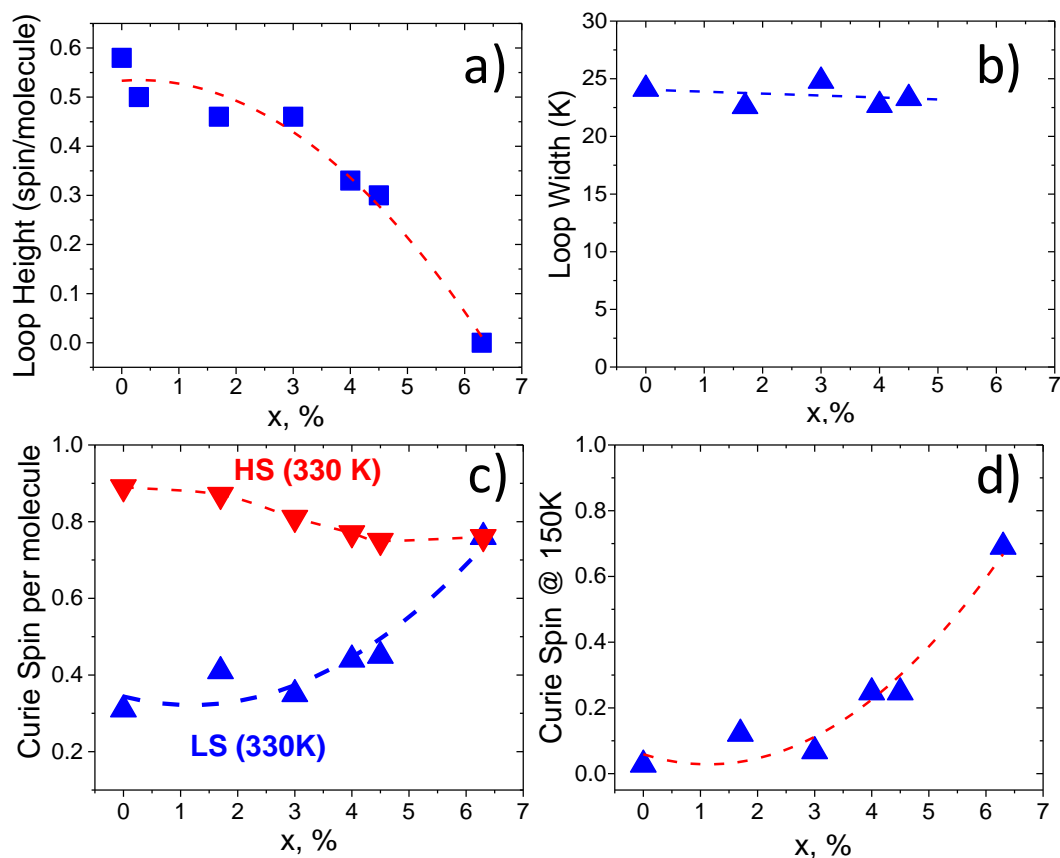 a)
Loop Height (spin/molecule)
0.6
0.5
0.4
0.3
0.2
0.1
0.0
0 1 2 3 4 5 6 7
x, %
b)
Loop Width (K)
30
25
20
15
10
5
0
0 1 2 3 4 5 6 7
x,%
c)
HS (330 K)
LS (330K)
Curie Spin per molecule
1.0
0.8
0.6
0.4
0.2
0 1 2 3 4 5 6 7
x, %
d)
Curie Spin @ 150K
1.0
0.8
0.6
0.4
0.2
0.0
0 1 2 3 4 5 6 7
x, %